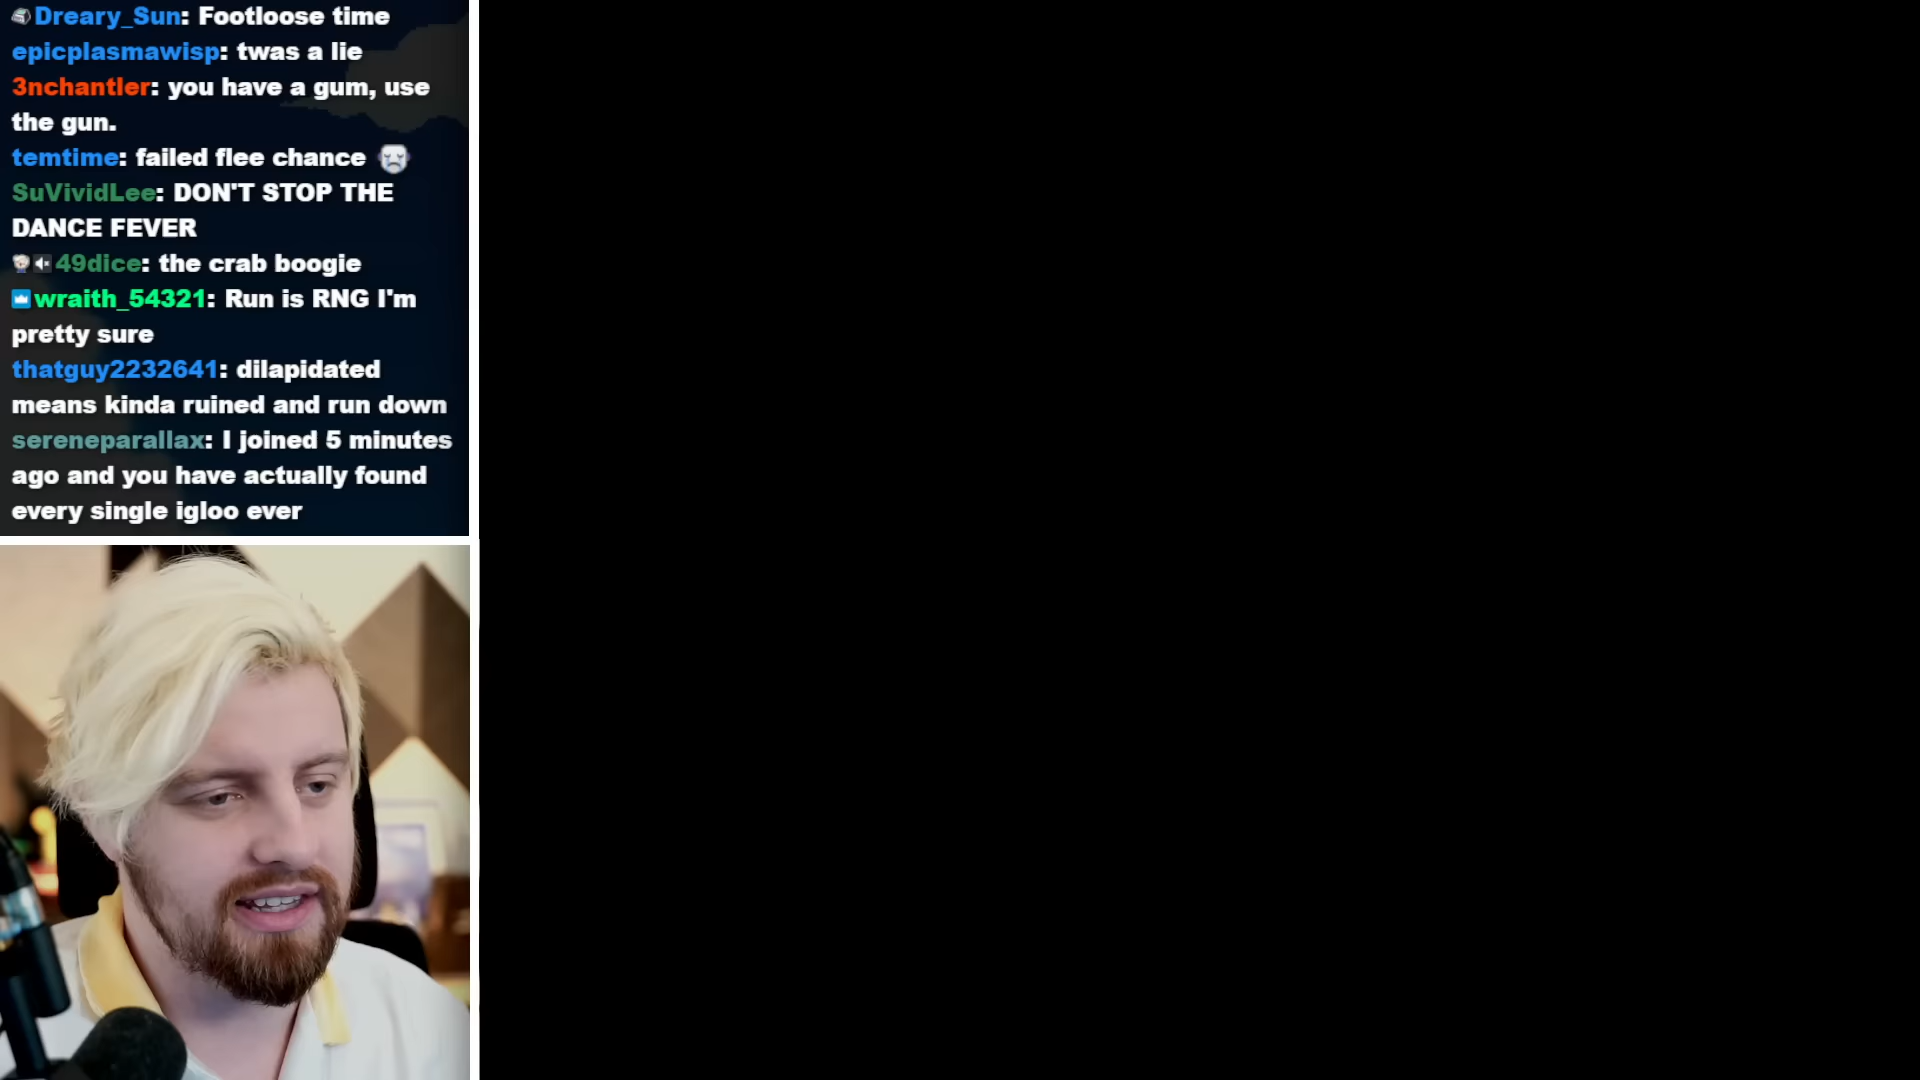 Dreary_Sun: Footloose time
epicplasmawisp: twas a lie
3nchantler: you have a gum, use
the gun.
temtime: failed flee chance
SuVividLee: DON'T STOP THE
DANCE FEVER
49dice: the crab boogie
wraith_54321: Run is RNG I'm
pretty sure
thatguy2232641: dilapidated
means kinda ruined and run down
sereneparallax: I joined 5 minutes
ago and you have actually found
every single igloo ever